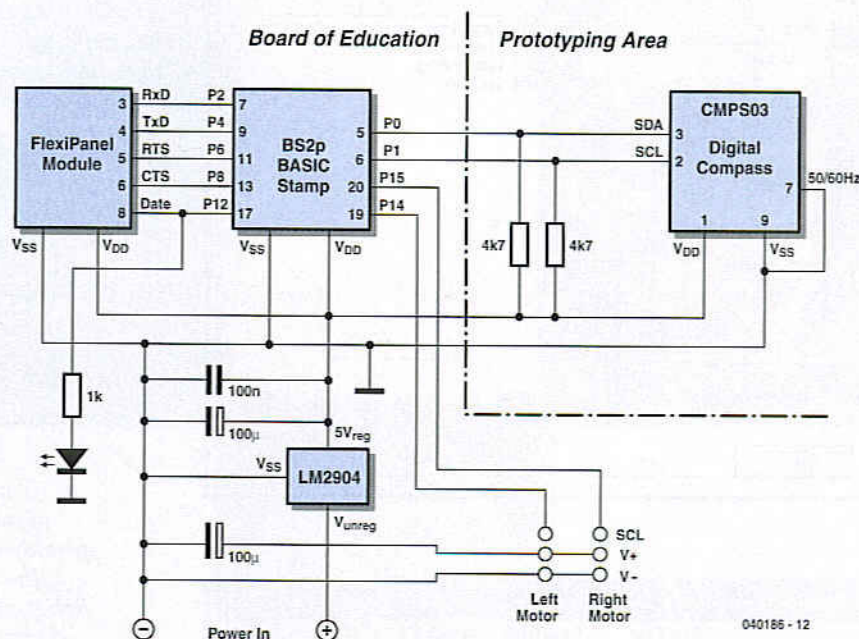 Board of Education
Prototyping Area
FlexiPanel
Module
3 RxD P2 7
4 TxD P4 9
5 RTS P6 11
6 CTS P8 13
8 Date P12 17
VSS
VDD
BS2p
BASIC
Stamp
5 P0
6 P1
20 P15
19 P14
VSS
VDD
CMPS03
Digital
Compass
SDA 3
SCL 2
7 50/60Hz
1
9
VDD
VSS
4k7
4k7
1k
100n
100µ
5Vreg
VSS
LM2904
Vunreg
100µ
SCL
V+
V−
Left
Motor
Right
Motor
−
Power In
+
040186 - 12